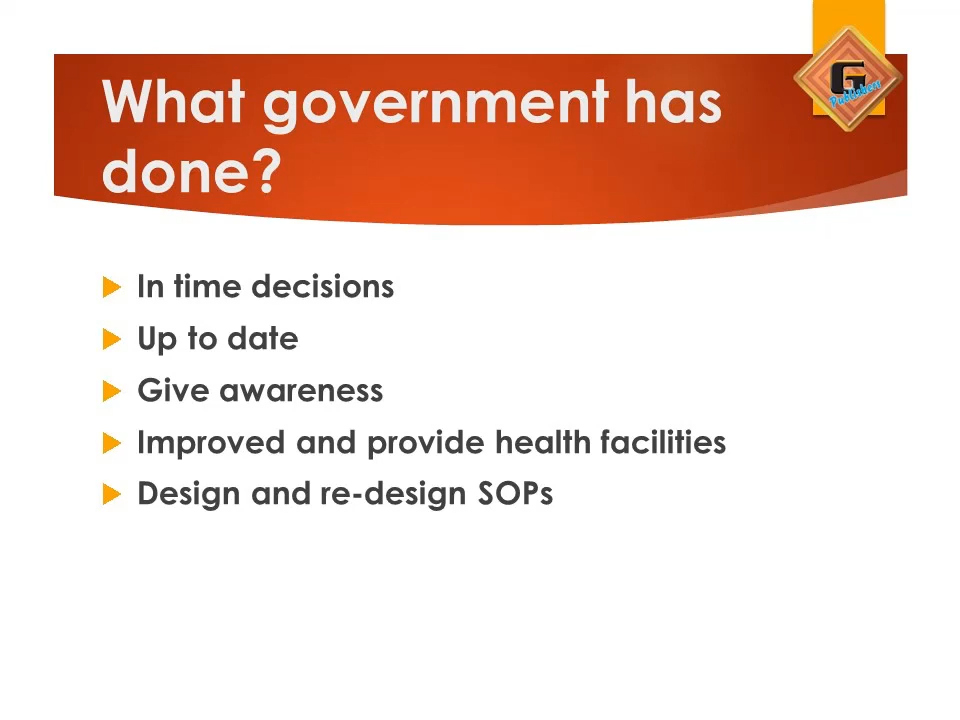 What government has
done?
G
Publishers
In time decisions
Up to date
Give awareness
Improved and provide health facilities
Design and re-design SOPs